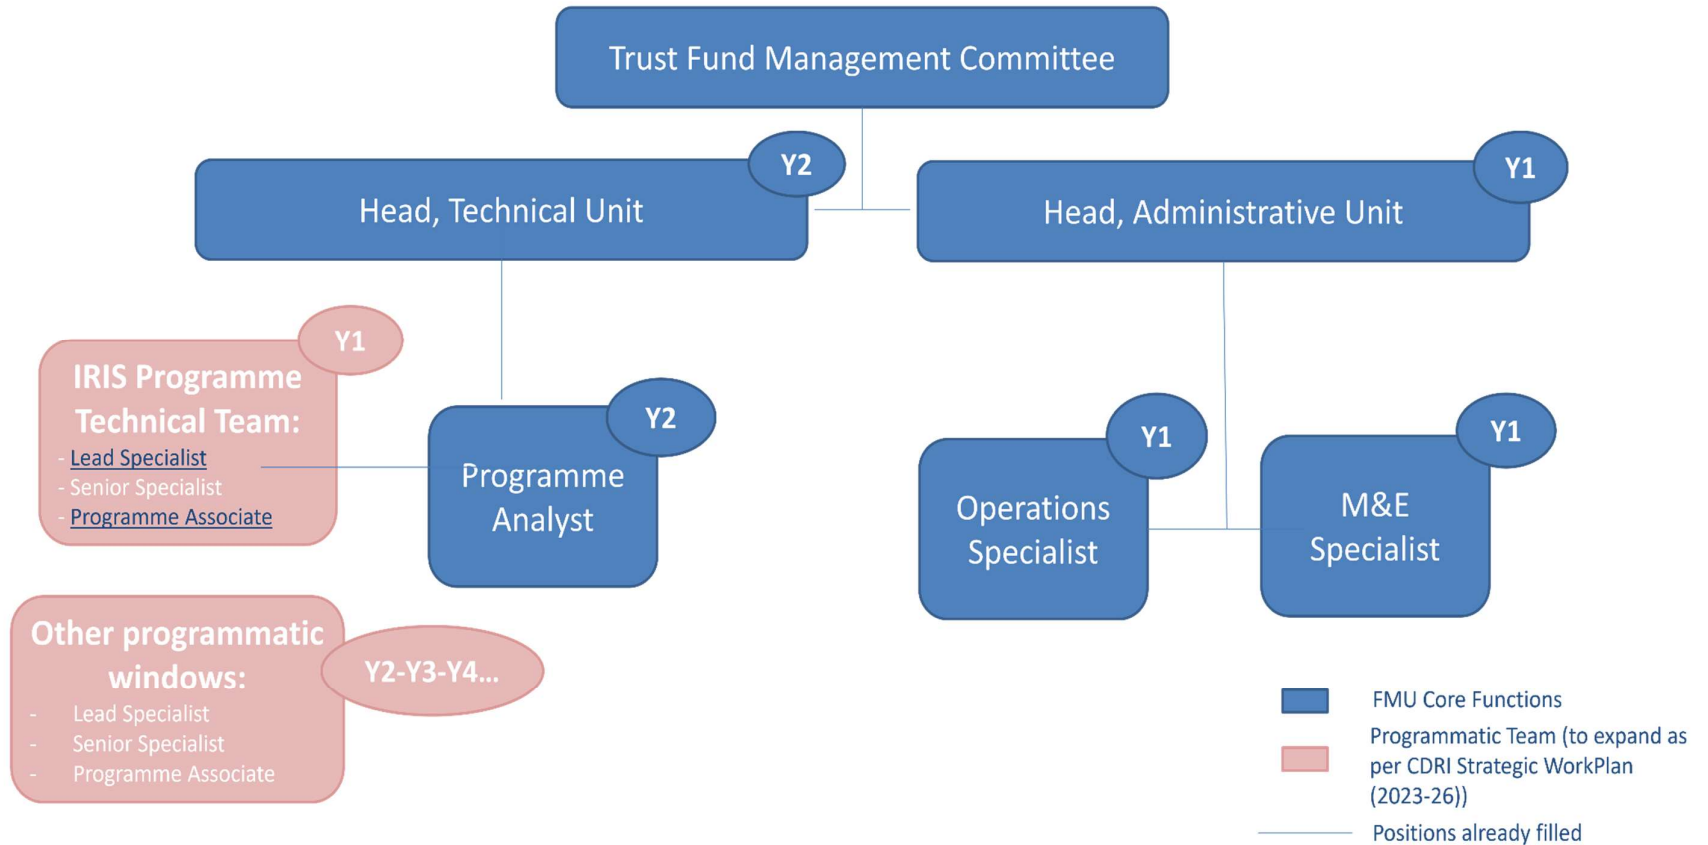 Trust Fund Management Committee
Y2
Head, Technical Unit
Y1
Head, Administrative Unit
Y1
IRIS Programme
Technical Team:
- Lead Specialist
- Senior Specialist
- Programme Associate
Y2
Programme
Analyst
Y1
Operations
Specialist
Y1
M&E
Specialist
Other programmatic
windows:
- Lead Specialist
- Senior Specialist
- Programme Associate
Y2-Y3-Y4...
FMU Core Functions
Programmatic Team (to expand as
per CDRI Strategic WorkPlan
(2023-26))
Positions already filled